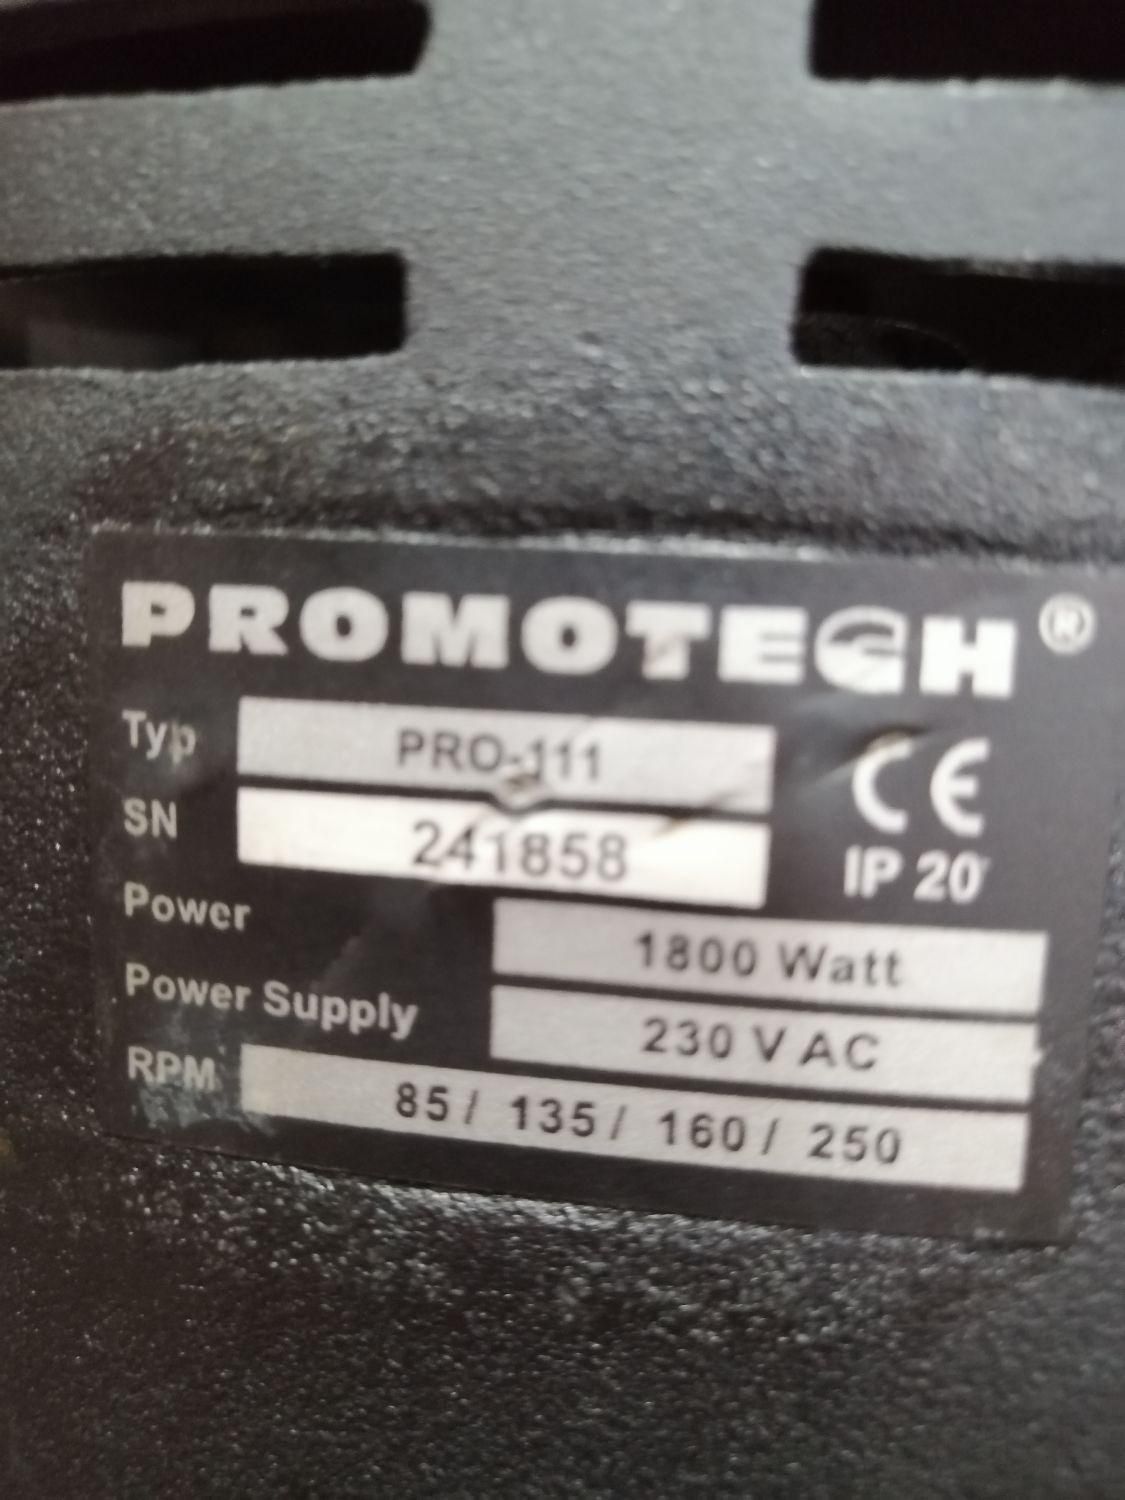 PROMOTECH ®
Typ PRO-111
SN 241858
CE
IP 20
Power 1800 Watt
Power Supply 230 V AC
RPM 85 / 135 / 160 / 250